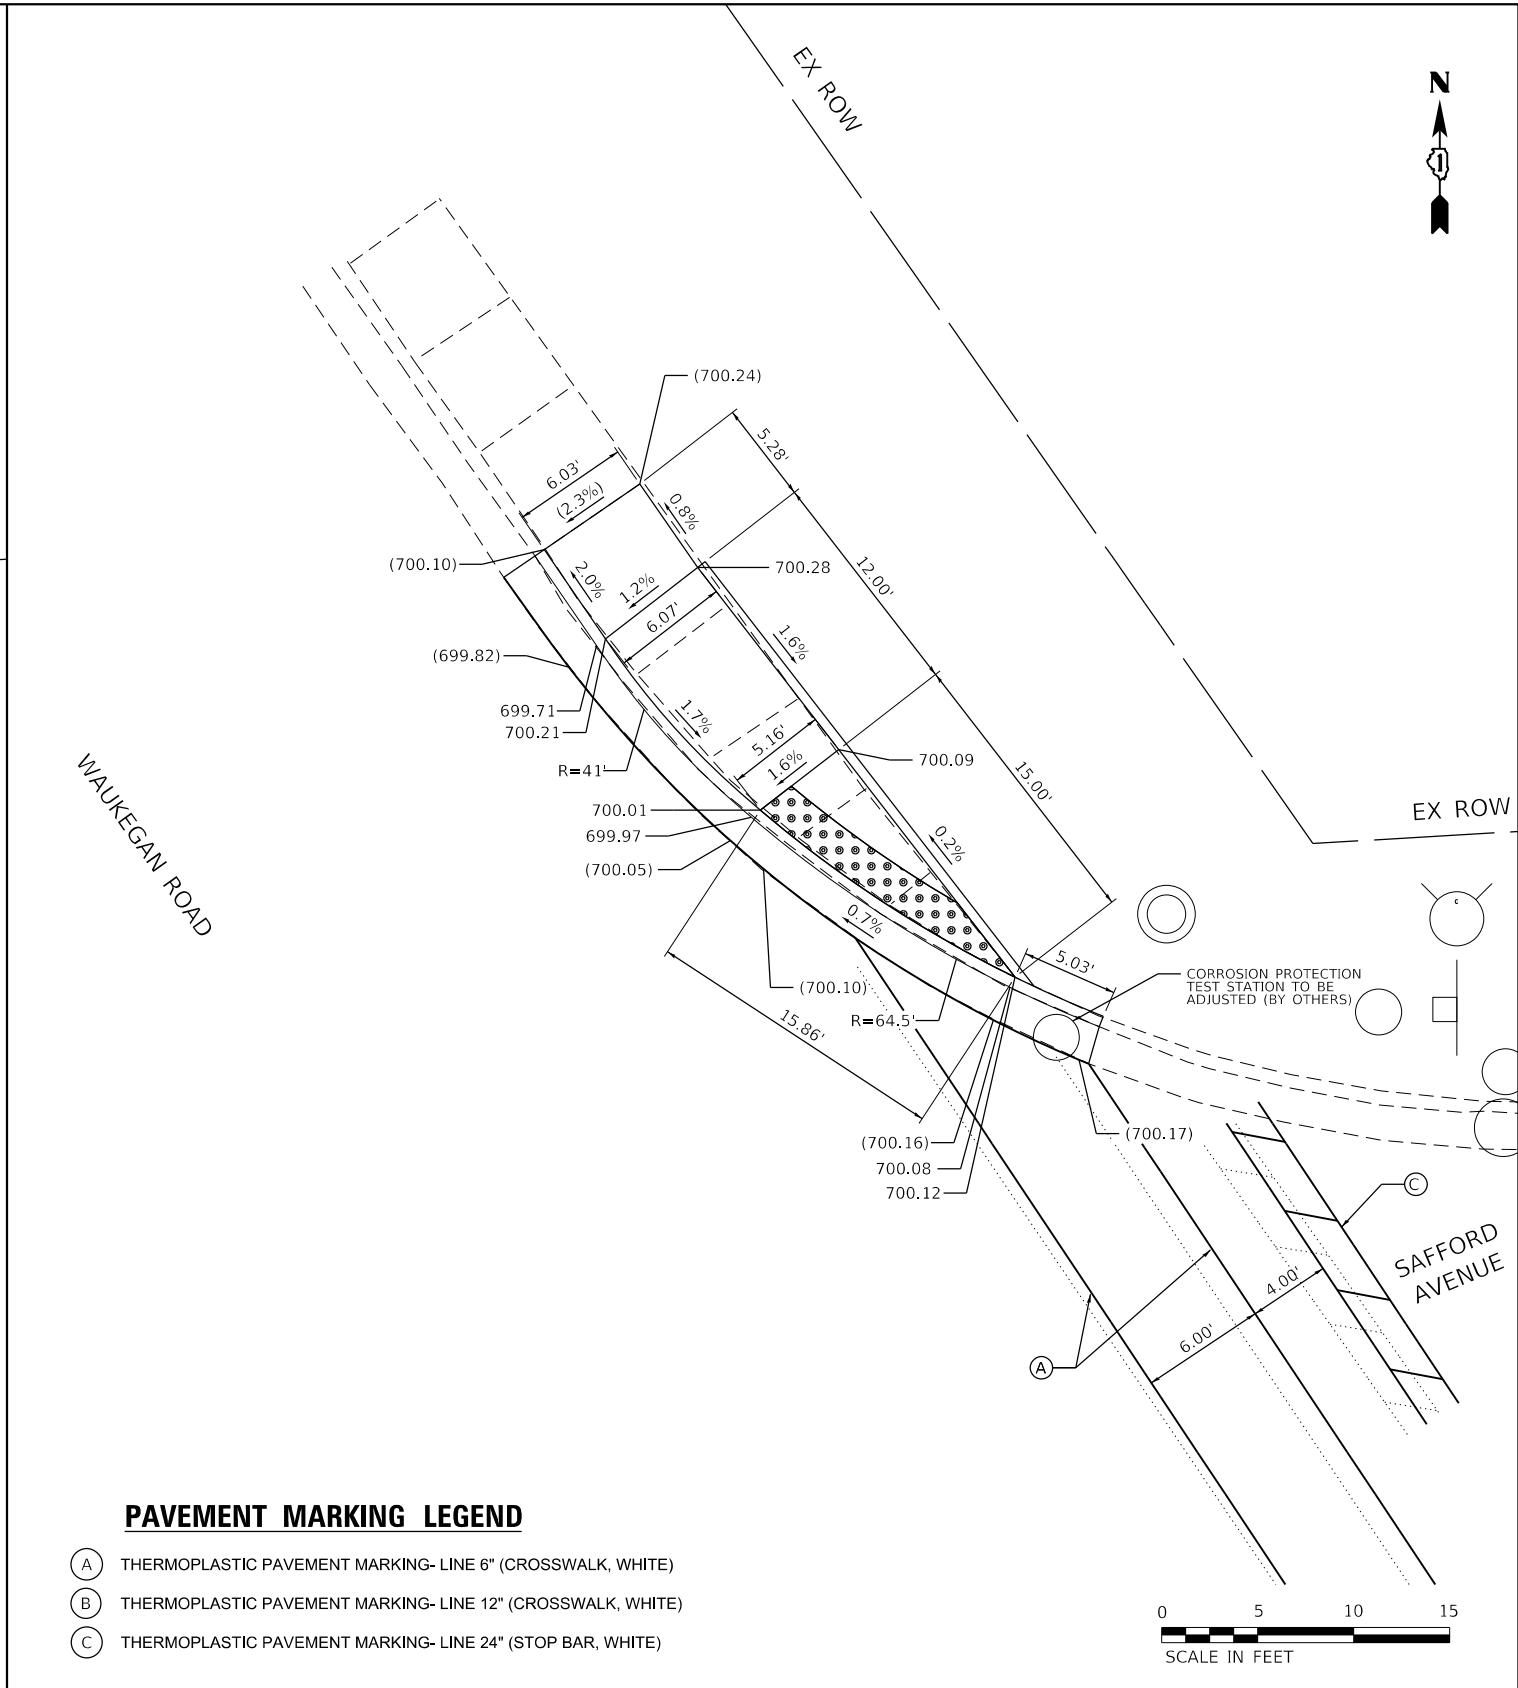 EX ROW
N
1
(700.24)
5.28'
6.03'
(2.3%)
0.8%
(700.10)
2.0%
1.2%
700.28
12.00'
6.07'
1.6%
(699.82)
699.71
700.21
1.7%
5.16'
1.6%
700.09
R=41'
15.00'
WAUKEGAN ROAD
700.01
699.97
(700.05)
0.2%
EX ROW
C
0.7%
5.03'
CORROSION PROTECTION
TEST STATION TO BE
ADJUSTED (BY OTHERS)
(700.10)
R=64.5'
15.86'
(700.16)
700.08
700.12
(700.17)
C
SAFFORD
AVENUE
4.00'
6.00'
A
PAVEMENT MARKING LEGEND
A THERMOPLASTIC PAVEMENT MARKING- LINE 6" (CROSSWALK, WHITE)
B THERMOPLASTIC PAVEMENT MARKING- LINE 12" (CROSSWALK, WHITE)
C THERMOPLASTIC PAVEMENT MARKING- LINE 24" (STOP BAR, WHITE)
0 5 10 15
SCALE IN FEET